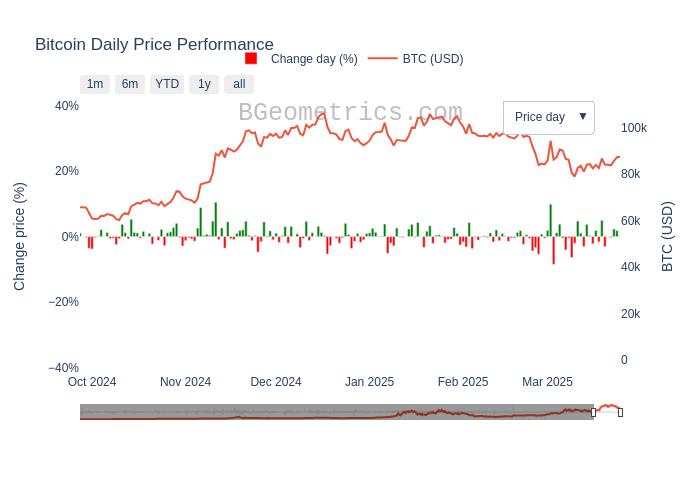 Bitcoin Daily Price Performance
Change day (%) BTC (USD)
1m 6m YTD 1y all
BGeometrics.com
Price day ▼
40%
20%
0%
−20%
−40%
Change price (%)
100k
80k
60k
40k
20k
0
BTC (USD)
Oct 2024 Nov 2024 Dec 2024 Jan 2025 Feb 2025 Mar 2025